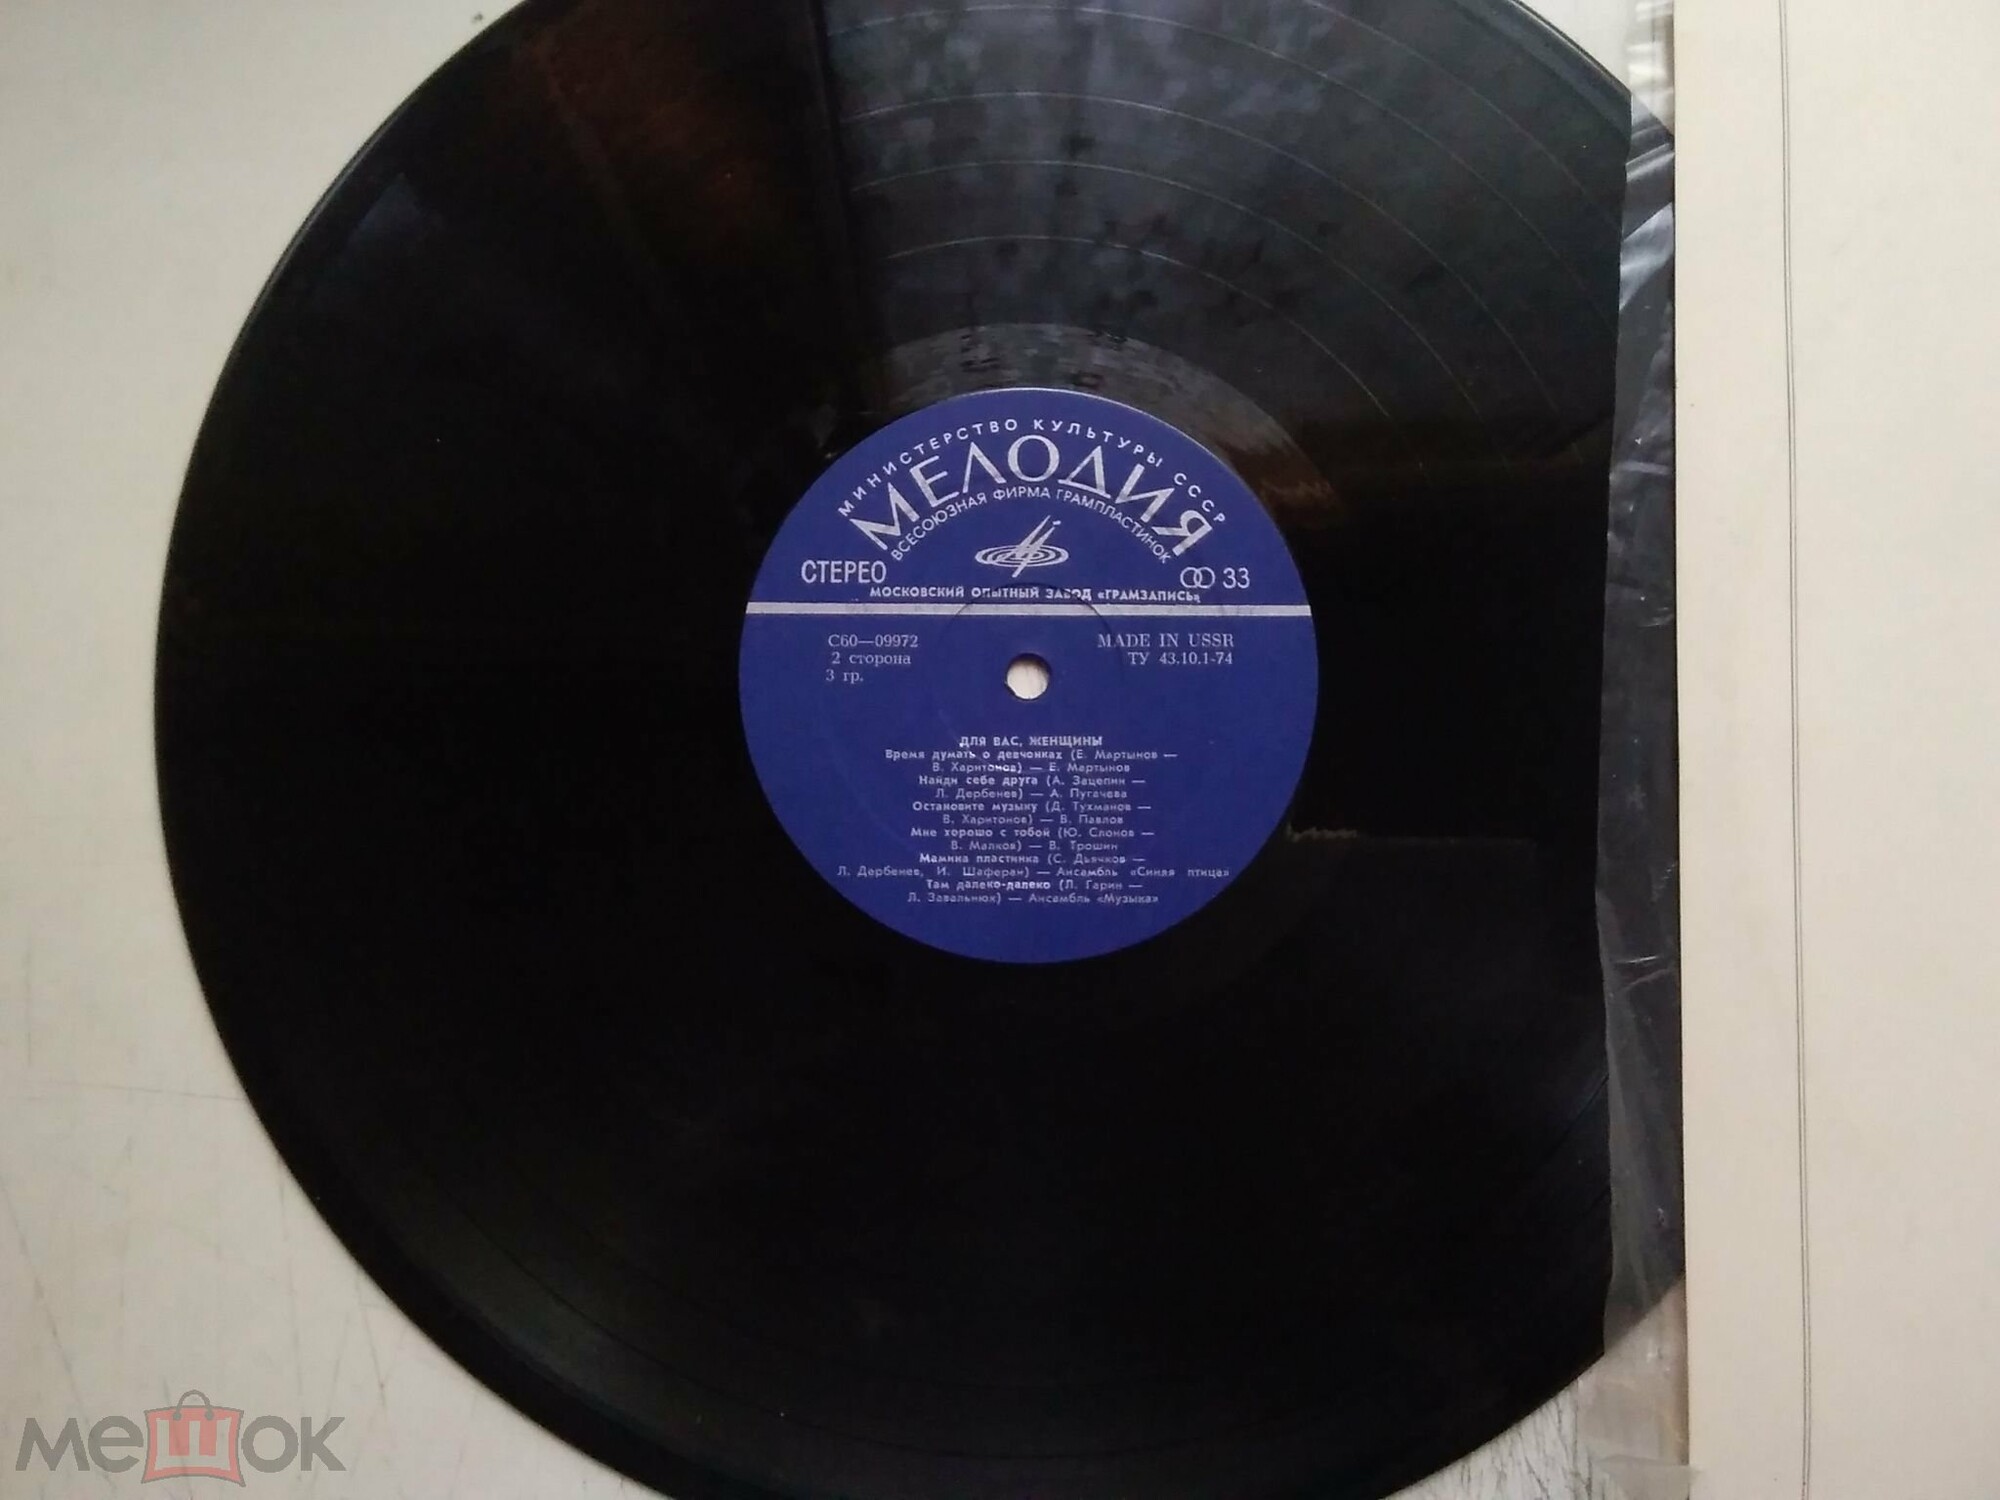 МИНИСТЕРСТВО КУЛЬТУРЫ СССР
МЕЛОДИЯ
ВСЕСОЮЗНАЯ ФИРМА ГРАМПЛАСТИНОК
СТЕРЕО
33
МОСКОВСКИЙ ОПЫТНЫЙ ЗАВОД «ГРАМЗАПИСЬ»
С60—09972
MADE IN USSR
2 сторона
ТУ 43.10.1-74
3 гр.
ДЛЯ ВАС, ЖЕНЩИНЫ
Время думать о девчонках (Е. Мартынов —
В. Харитонов) — Е. Мартынов
Найди себе друга (А. Зацепин —
Л. Дербенев) — А. Пугачева
Остановите музыку (Д. Тухманов —
В. Харитонов) — В. Павлов
Мне хорошо с тобой (Ю. Слонов —
В. Малков) — В. Трошин
Мамина пластинка (С. Дьячков —
Л. Дербенев, И. Шаферан) — Ансамбль «Синяя птица»
Там далеко-далеко (Л. Гарин —
Л. Завальнюк) — Ансамбль «Музыка»
мешок